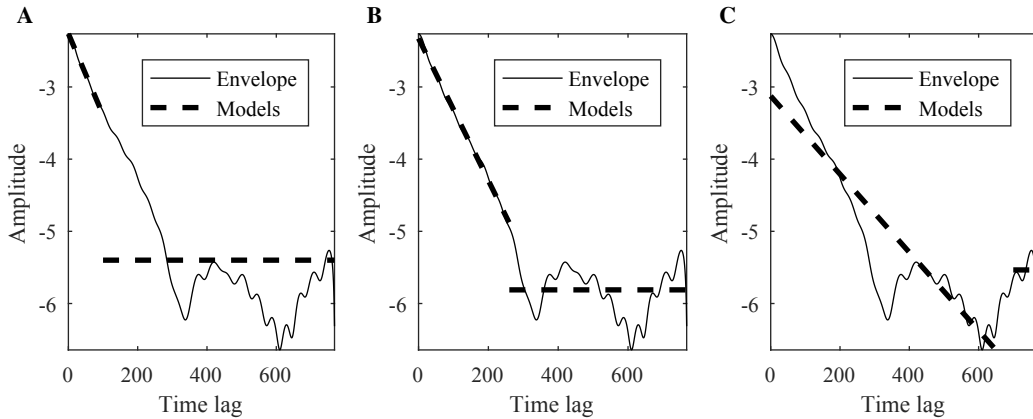 A
Amplitude
-3
-4
-5
-6
0 200 400 600
Time lag
Envelope
Models
B
Amplitude
-3
-4
-5
-6
0 200 400 600
Time lag
Envelope
Models
C
Amplitude
-3
-4
-5
-6
0 200 400 600
Time lag
Envelope
Models